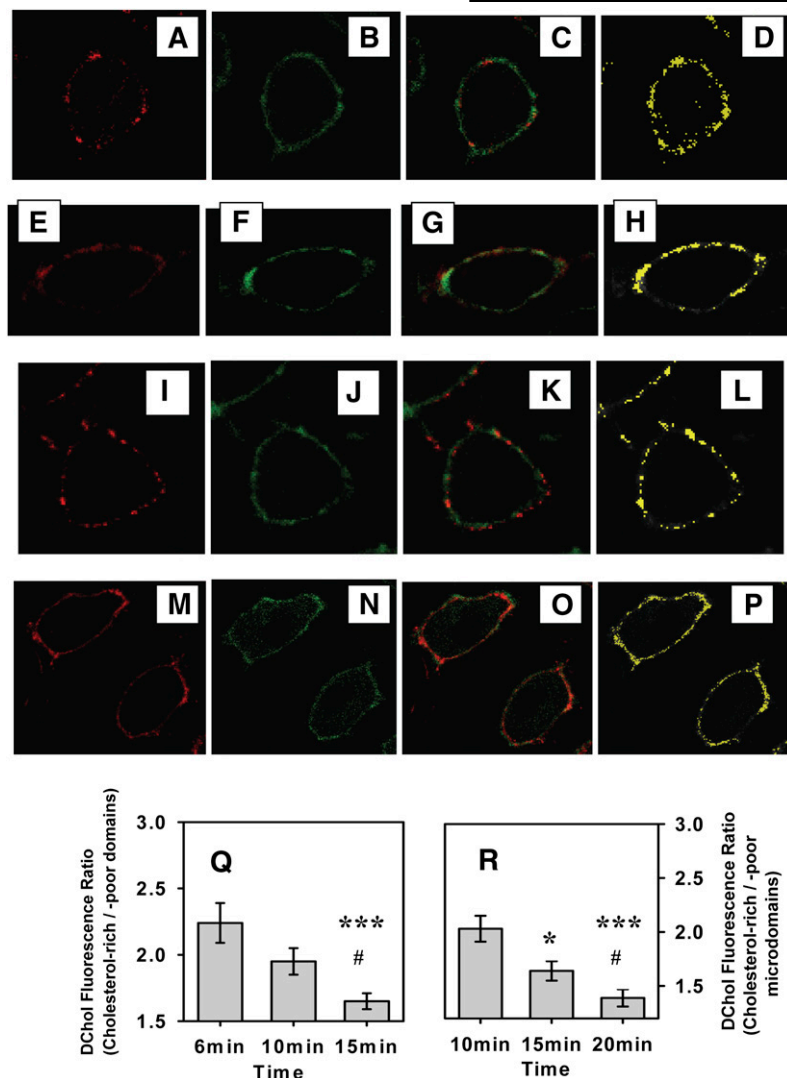 A B C D
E F G H
I J K L
M N O P
DChol Fluorescence Ratio
(Cholesterol-rich / -poor domains)
3.0
2.5
2.0
1.5
Q
***
#
6min 10min 15min
Time
R
*
***
#
10min 15min 20min
Time
3.0
2.5
2.0
1.5
DChol Fluorescence Ratio
(Cholesterol-rich / -poor
microdomains)